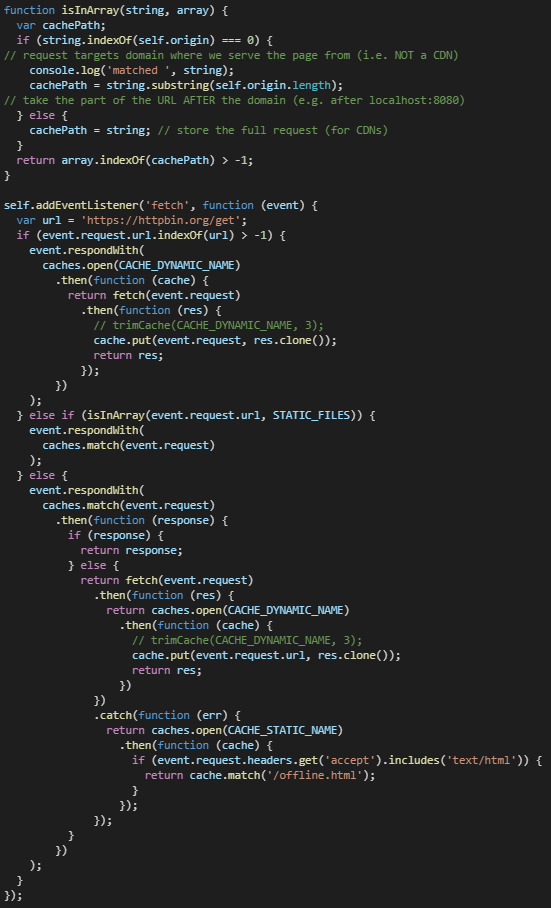 function isInArray(string, array) {
  var cachePath;
  if (string.indexOf(self.origin) === 0) {
// request targets domain where we serve the page from (i.e. NOT a CDN)
    console.log('matched ', string);
    cachePath = string.substring(self.origin.length);
// take the part of the URL AFTER the domain (e.g. after localhost:8080)
  } else {
    cachePath = string; // store the full request (for CDNs)
  }
  return array.indexOf(cachePath) > -1;
}

self.addEventListener('fetch', function (event) {
  var url = 'https://httpbin.org/get';
  if (event.request.url.indexOf(url) > -1) {
    event.respondWith(
      caches.open(CACHE_DYNAMIC_NAME)
        .then(function (cache) {
          return fetch(event.request)
            .then(function (res) {
              // trimCache(CACHE_DYNAMIC_NAME, 3);
              cache.put(event.request, res.clone());
              return res;
            });
        })
    );
  } else if (isInArray(event.request.url, STATIC_FILES)) {
    event.respondWith(
      caches.match(event.request)
    );
  } else {
    event.respondWith(
      caches.match(event.request)
        .then(function (response) {
          if (response) {
            return response;
          } else {
            return fetch(event.request)
              .then(function (res) {
                return caches.open(CACHE_DYNAMIC_NAME)
                  .then(function (cache) {
                    // trimCache(CACHE_DYNAMIC_NAME, 3);
                    cache.put(event.request.url, res.clone());
                    return res;
                  })
              })
              .catch(function (err) {
                return caches.open(CACHE_STATIC_NAME)
                  .then(function (cache) {
                    if (event.request.headers.get('accept').includes('text/html')) {
                      return cache.match('/offline.html');
                    }
                  });
              });
          }
        })
    );
  }
});